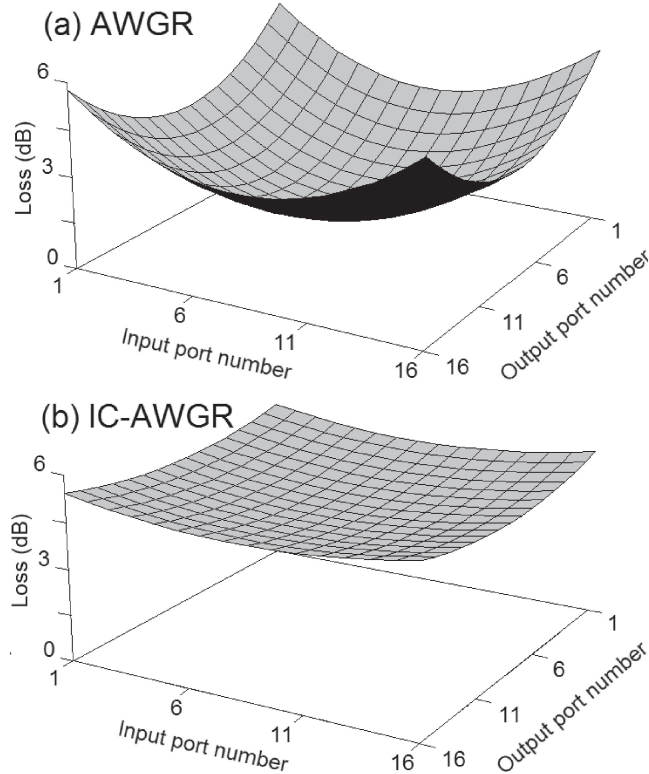 (a) AWGR
6
3
0
Loss (dB)
1
6
11
16
Input port number
16
11
6
1
Output port number
(b) IC-AWGR
6
3
0
Loss (dB)
1
6
11
16
Input port number
16
11
6
1
Output port number